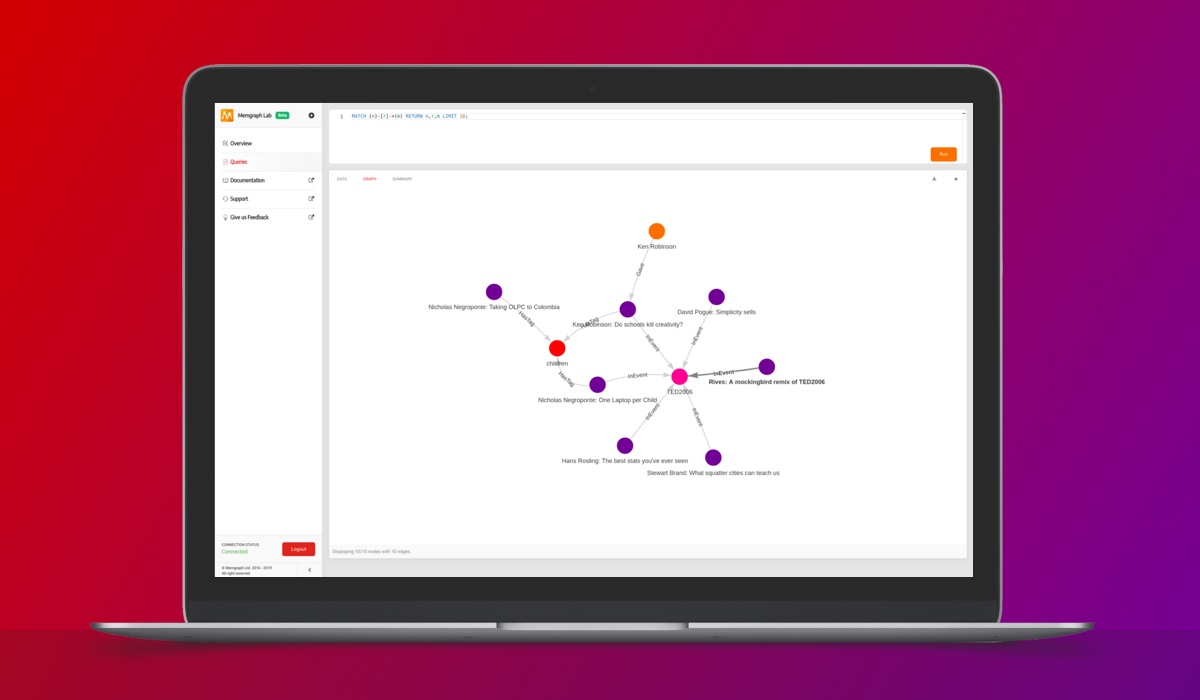 Memgraph Lab Beta
Overview
Queries
Documentation
Support
Give us Feedback
CONNECTION STATUS
Connected
Logout
© Memgraph Lab 2016 - 2019
All right reserved
1 MATCH (n)-[r]->(m) RETURN n,r,m LIMIT 10;
Run
DATA GRAPH SUMMARY
Ken Robinson
Gave
Nicholas Negroponte: Taking OLPC to Colombia
HasTag
HasTag
Ken Robinson: Do schools kill creativity?
David Pogue: Simplicity sells
InEvent
InEvent
children
HasTag
InEvent
InEvent
TED2006
Rives: A mockingbird remix of TED2006
Nicholas Negroponte: One Laptop per Child
InEvent
InEvent
Hans Rosling: The best stats you've ever seen
Stewart Brand: What squatter cities can teach us
Displaying 10/10 nodes with 10 edges.